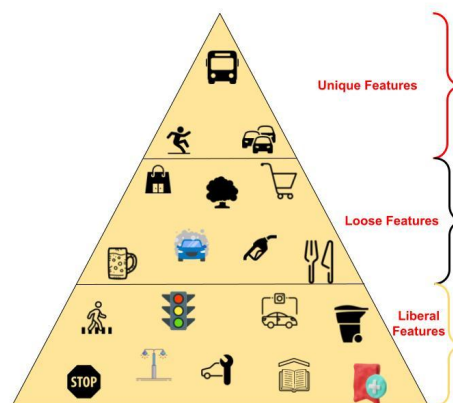 Unique Features
Loose Features
Liberal
Features
STOP